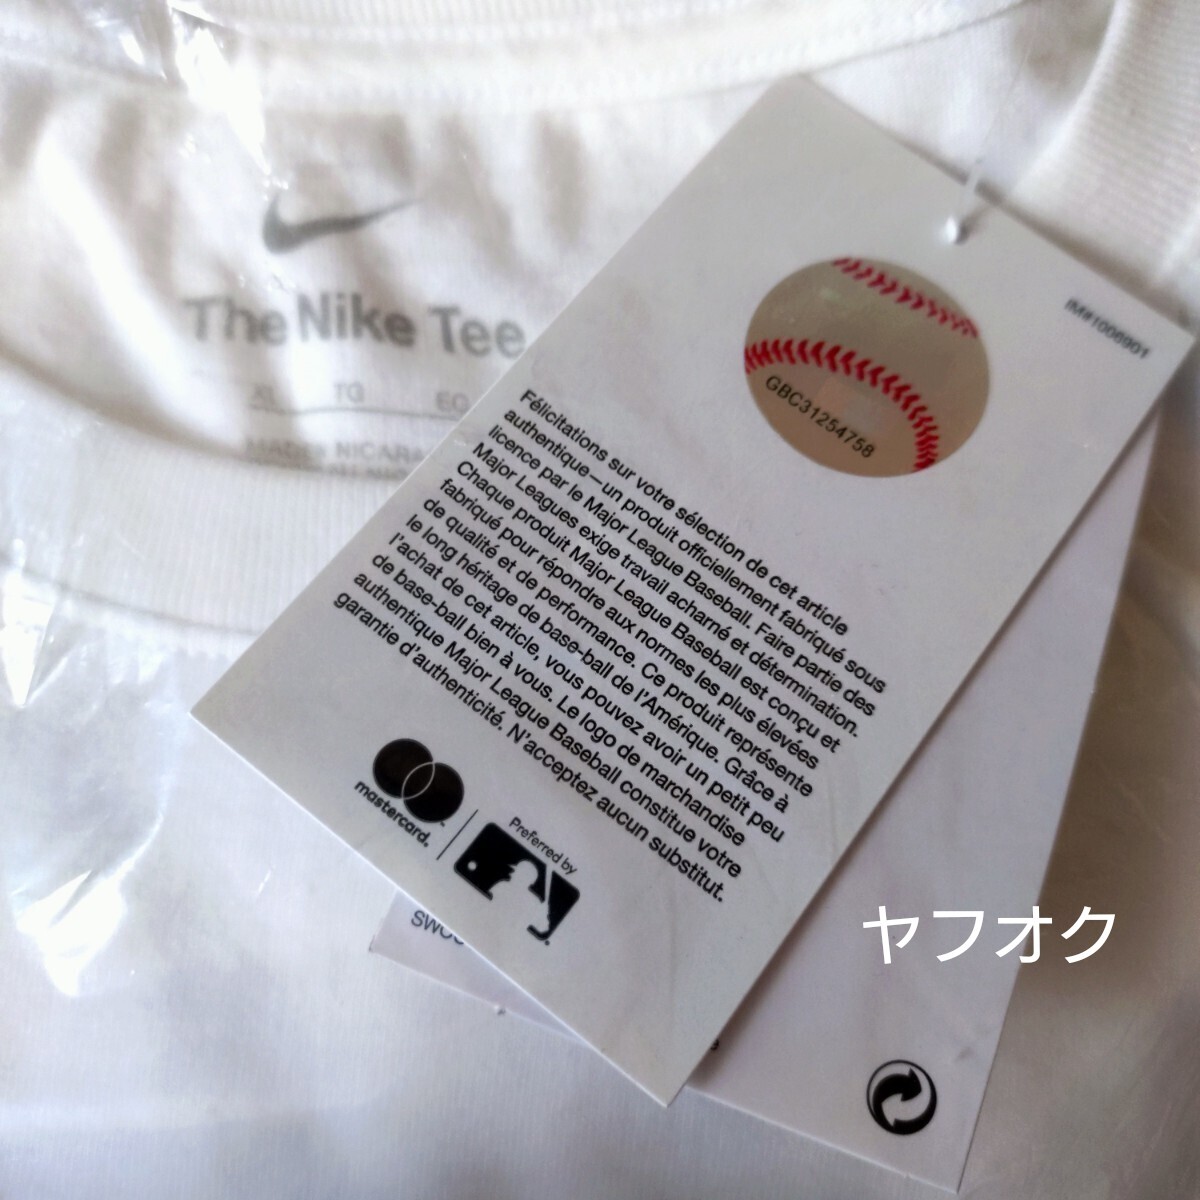 The Nike Tee
XL TG EG
IM#1006901
GBC31254758
Félicitations sur votre sélection de cet article
authentique—un produit officiellement fabriqué sous
licence par le Major League Baseball. Faire partie des
Major Leagues exige travail acharné et détermination.
Chaque produit Major League Baseball est conçu et
fabriqué pour répondre aux normes les plus élevées
de qualité et de performance. Ce produit représente
le long héritage de base-ball de l'Amérique. Grâce à
l'achat de cet article, vous pouvez avoir un petit peu
de base-ball bien à vous. Le logo de marchandise
authentique Major League Baseball constitue votre
garantie d'authenticité. N'acceptez aucun substitut.
mastercard.
Preferred by
ヤフオク